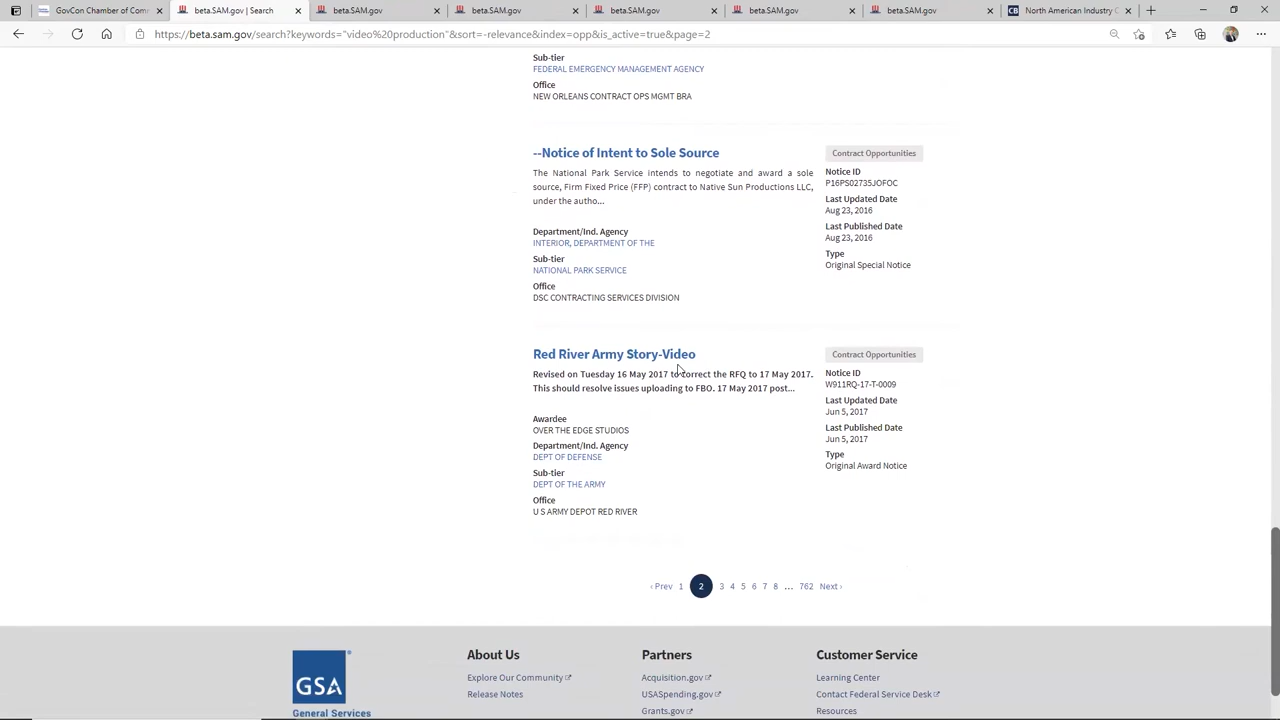 GovCon Chamber of Comm
beta.SAM.gov | Search
beta.SAM.gov
beta.SAM.gov
beta.SAM.gov
beta.SAM.gov
beta.SAM.gov
North American Industry C
https://beta.sam.gov/search?keywords="video%20production"&sort=-relevance&index=opp&is_active=true&page=2
Sub-tier
FEDERAL EMERGENCY MANAGEMENT AGENCY
Office
NEW ORLEANS CONTRACT OPS MGMT BRA
--Notice of Intent to Sole Source
The National Park Service intends to negotiate and award a sole
source, Firm Fixed Price (FFP) contract to Native Sun Productions LLC,
under the autho...
Department/Ind. Agency
INTERIOR, DEPARTMENT OF THE
Sub-tier
NATIONAL PARK SERVICE
Office
DSC CONTRACTING SERVICES DIVISION
Contract Opportunities
Notice ID
P16PS02735JOFOC
Last Updated Date
Aug 23, 2016
Last Published Date
Aug 23, 2016
Type
Original Special Notice
Red River Army Story-Video
Revised on Tuesday 16 May 2017 to correct the RFQ to 17 May 2017.
This should resolve issues uploading to FBO. 17 May 2017 post...
Awardee
OVER THE EDGE STUDIOS
Department/Ind. Agency
DEPT OF DEFENSE
Sub-tier
DEPT OF THE ARMY
Office
U S ARMY DEPOT RED RIVER
Contract Opportunities
Notice ID
W911RQ-17-T-0009
Last Updated Date
Jun 5, 2017
Last Published Date
Jun 5, 2017
Type
Original Award Notice
‹ Prev 1 2 3 4 5 6 7 8 ... 762 Next ›
GSA
General Services
About Us
Explore Our Community
Release Notes
Partners
Acquisition.gov
USASpending.gov
Grants.gov
Customer Service
Learning Center
Contact Federal Service Desk
Resources